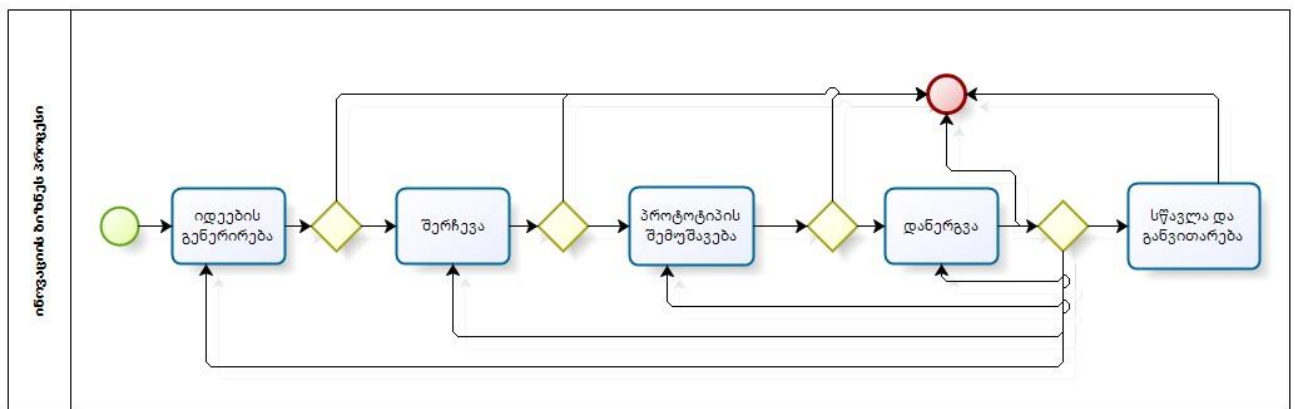 ინოვაციის ბიზნეს პროცესი
იდეების
გენერირება
შერჩევა
პროტოტიპის
შემუშავება
დანერგვა
სწავლა და
განვითარება